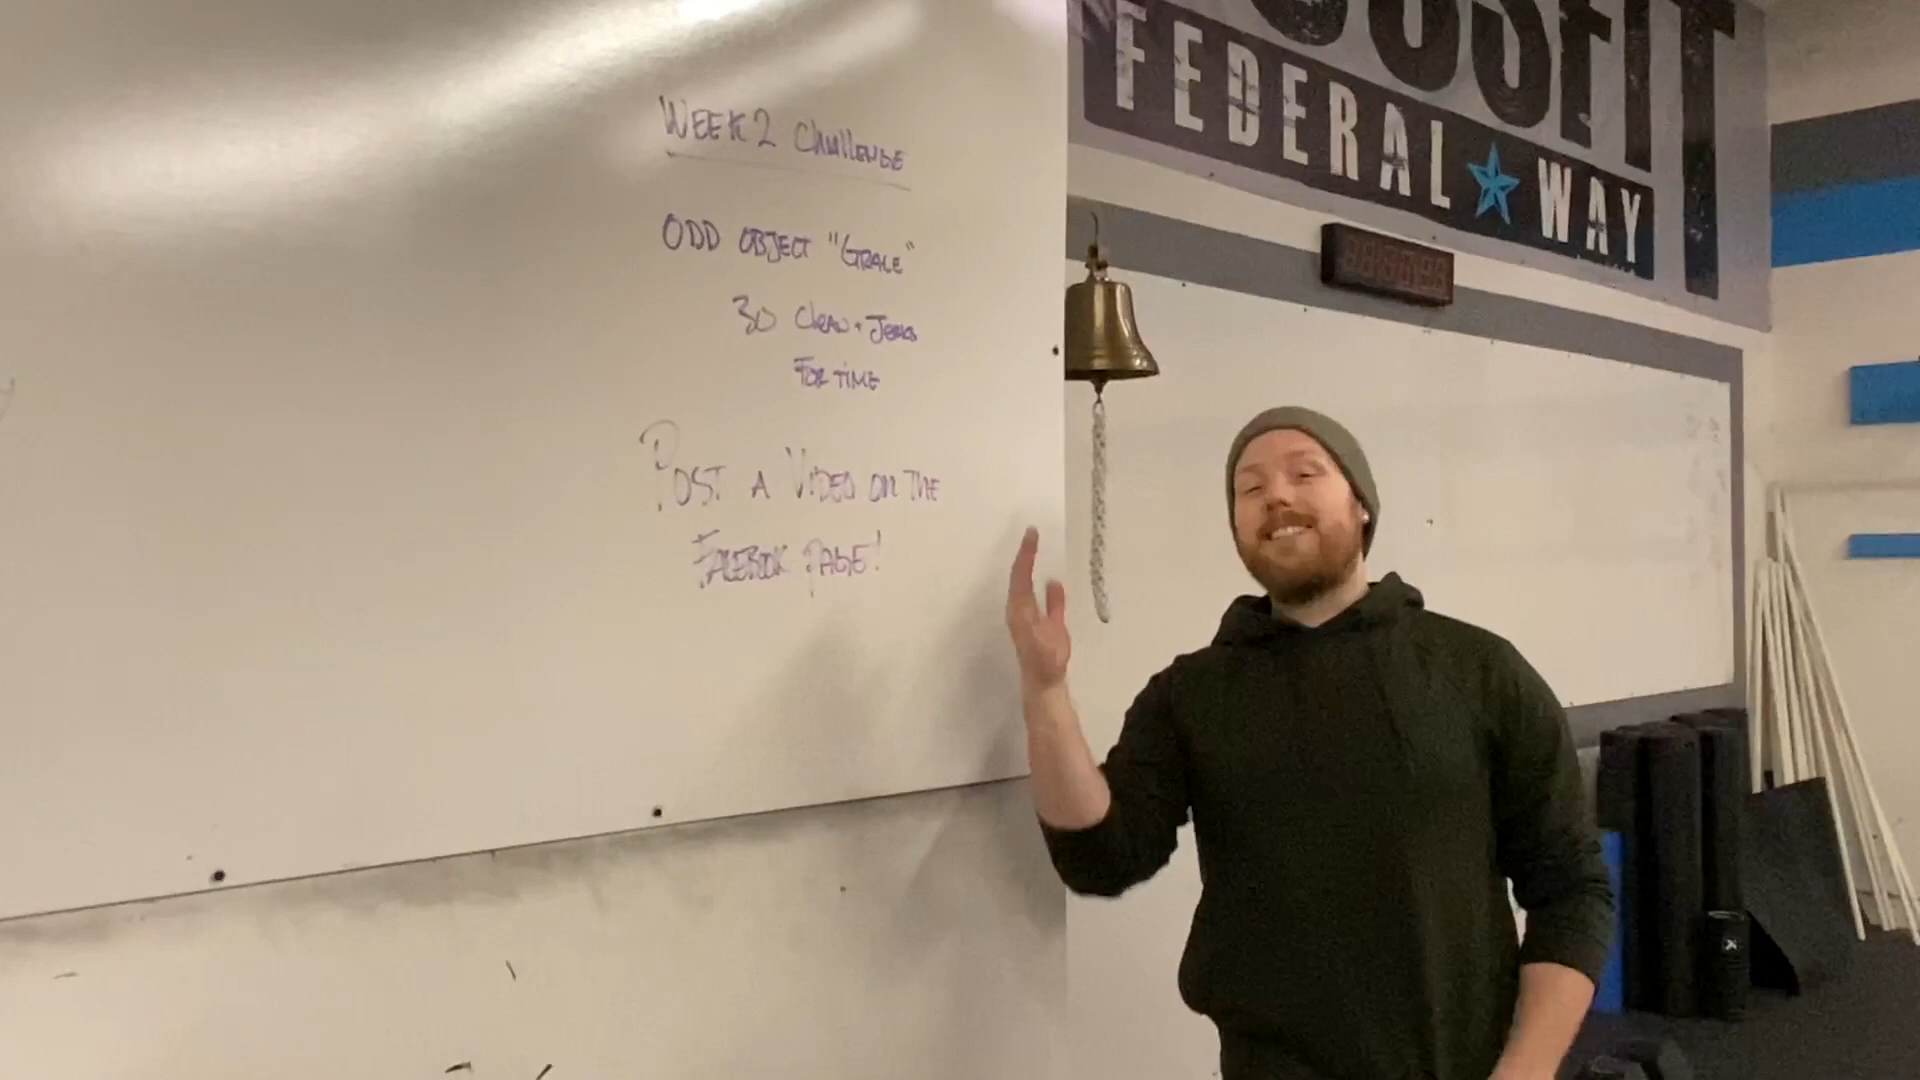 WEEK 2 Challenge
ODD OBJECT "GRACE"
30 Clean + Jerks
FOR TIME
POST A VIDEO ON THE
FACEBOOK PAGE!
FEDERAL WAY